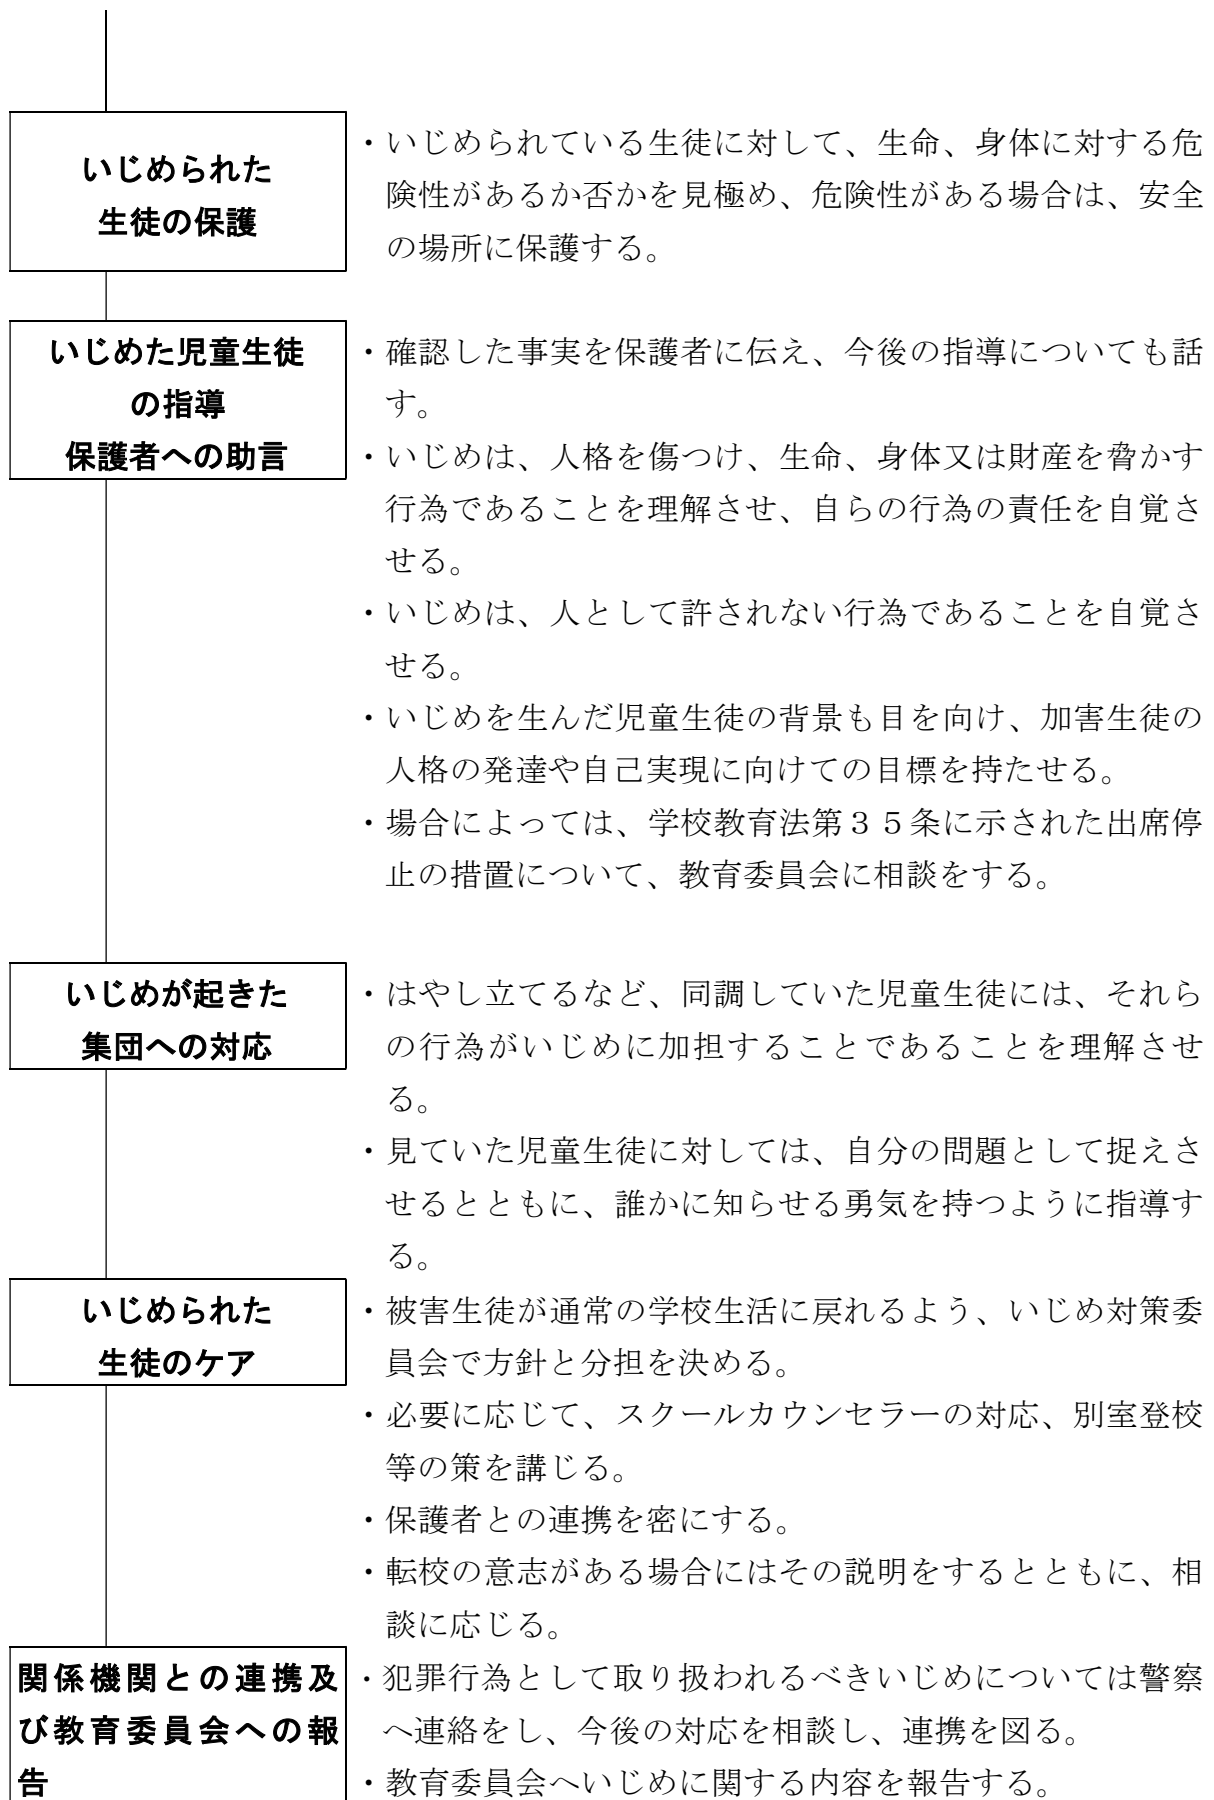 いじめられた
生徒の保護
・いじめられている生徒に対して、生命、身体に対する危
険性があるか否かを見極め、危険性がある場合は、安全
の場所に保護する。
いじめた児童生徒
の指導
保護者への助言
・確認した事実を保護者に伝え、今後の指導についても話
す。
・いじめは、人格を傷つけ、生命、身体又は財産を脅かす
行為であることを理解させ、自らの行為の責任を自覚さ
せる。
・いじめは、人として許されない行為であることを自覚さ
せる。
・いじめを生んだ児童生徒の背景も目を向け、加害生徒の
人格の発達や自己実現に向けての目標を持たせる。
・場合によっては、学校教育法第３５条に示された出席停
止の措置について、教育委員会に相談をする。
いじめが起きた
集団への対応
・はやし立てるなど、同調していた児童生徒には、それら
の行為がいじめに加担することであることを理解させ
る。
・見ていた児童生徒に対しては、自分の問題として捉えさ
せるとともに、誰かに知らせる勇気を持つように指導す
る。
いじめられた
生徒のケア
・被害生徒が通常の学校生活に戻れるよう、いじめ対策委
員会で方針と分担を決める。
・必要に応じて、スクールカウンセラーの対応、別室登校
等の策を講じる。
・保護者との連携を密にする。
・転校の意志がある場合にはその説明をするとともに、相
談に応じる。
関係機関との連携及
び教育委員会への報
告
・犯罪行為として取り扱われるべきいじめについては警察
へ連絡をし、今後の対応を相談し、連携を図る。
・教育委員会へいじめに関する内容を報告する。